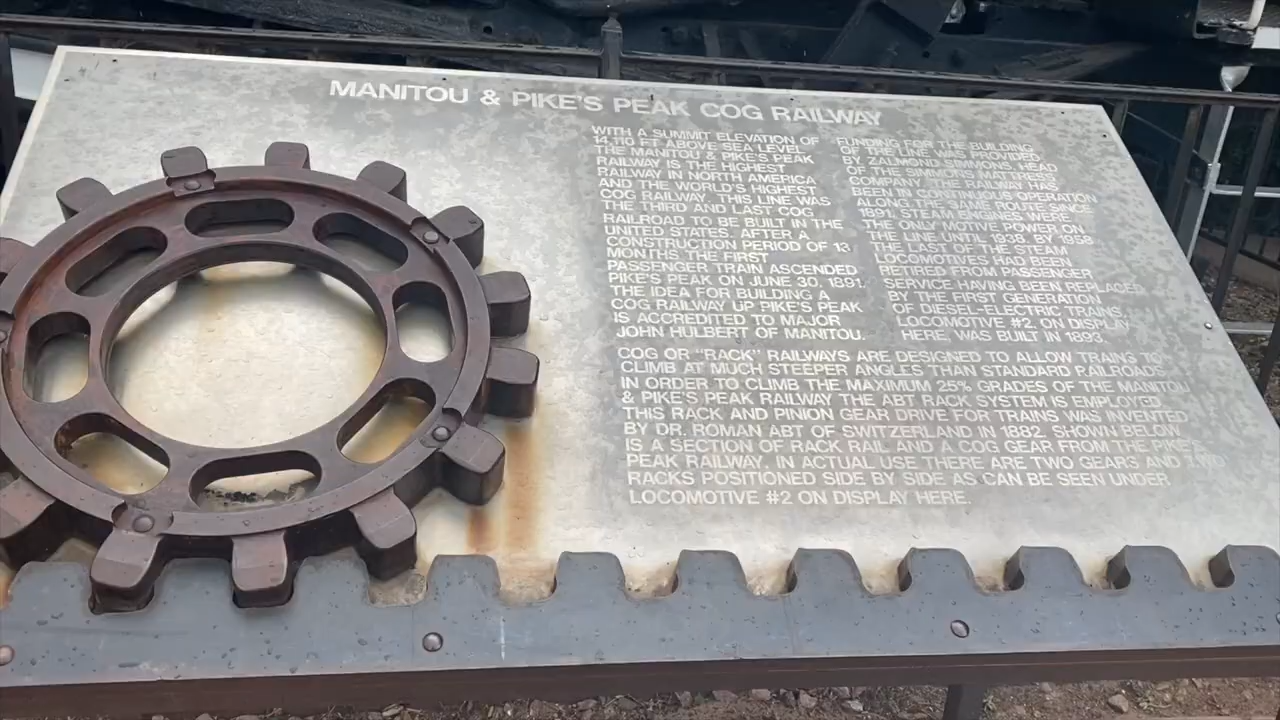 MANITOU & PIKE'S PEAK COG RAILWAY
WITH A SUMMIT ELEVATION OF
14,110 FT ABOVE SEA LEVEL
THE MANITOU & PIKE'S PEAK
RAILWAY IS THE HIGHEST
RAILWAY IN NORTH AMERICA
AND THE WORLD'S HIGHEST
COG RAILWAY. THIS LINE WAS
THE THIRD AND LAST COG
RAILROAD TO BE BUILT IN THE
UNITED STATES. AFTER A
CONSTRUCTION PERIOD OF 13
MONTHS THE FIRST
PASSENGER TRAIN ASCENDED
PIKE'S PEAK ON JUNE 30, 1891.
THE IDEA FOR BUILDING A
COG RAILWAY UP PIKE'S PEAK
IS ACCREDITED TO MAJOR
JOHN HULBERT OF MANITOU.
FUNDING FOR THE BUILDING
OF THE LINE WAS PROVIDED
BY ZALMOND SIMMONS, HEAD
OF THE SIMMONS MATTRESS
COMPANY. THE RAILWAY HAS
BEEN IN CONTINUOUS OPERATION
ALONG THE SAME ROUTE SINCE
1891. STEAM ENGINES WERE
THE ONLY MOTIVE POWER ON
THE LINE UNTIL 1938. BY 1958
THE LAST OF THE STEAM
LOCOMOTIVES HAD BEEN
RETIRED FROM PASSENGER
SERVICE HAVING BEEN REPLACED
BY THE FIRST GENERATION
OF DIESEL-ELECTRIC TRAINS.
LOCOMOTIVE #2, ON DISPLAY
HERE, WAS BUILT IN 1893.
COG OR "RACK" RAILWAYS ARE DESIGNED TO ALLOW TRAINS TO
CLIMB AT MUCH STEEPER ANGLES THAN STANDARD RAILROADS.
IN ORDER TO CLIMB THE MAXIMUM 25% GRADES OF THE MANITOU
& PIKE'S PEAK RAILWAY THE ABT RACK SYSTEM IS EMPLOYED.
THIS RACK AND PINION GEAR DRIVE FOR TRAINS WAS INVENTED
BY DR. ROMAN ABT OF SWITZERLAND IN 1882. SHOWN BELOW
IS A SECTION OF RACK RAIL AND A COG GEAR FROM THE PIKE'S
PEAK RAILWAY. IN ACTUAL USE THERE ARE TWO GEARS AND TWO
RACKS POSITIONED SIDE BY SIDE AS CAN BE SEEN UNDER
LOCOMOTIVE #2 ON DISPLAY HERE.